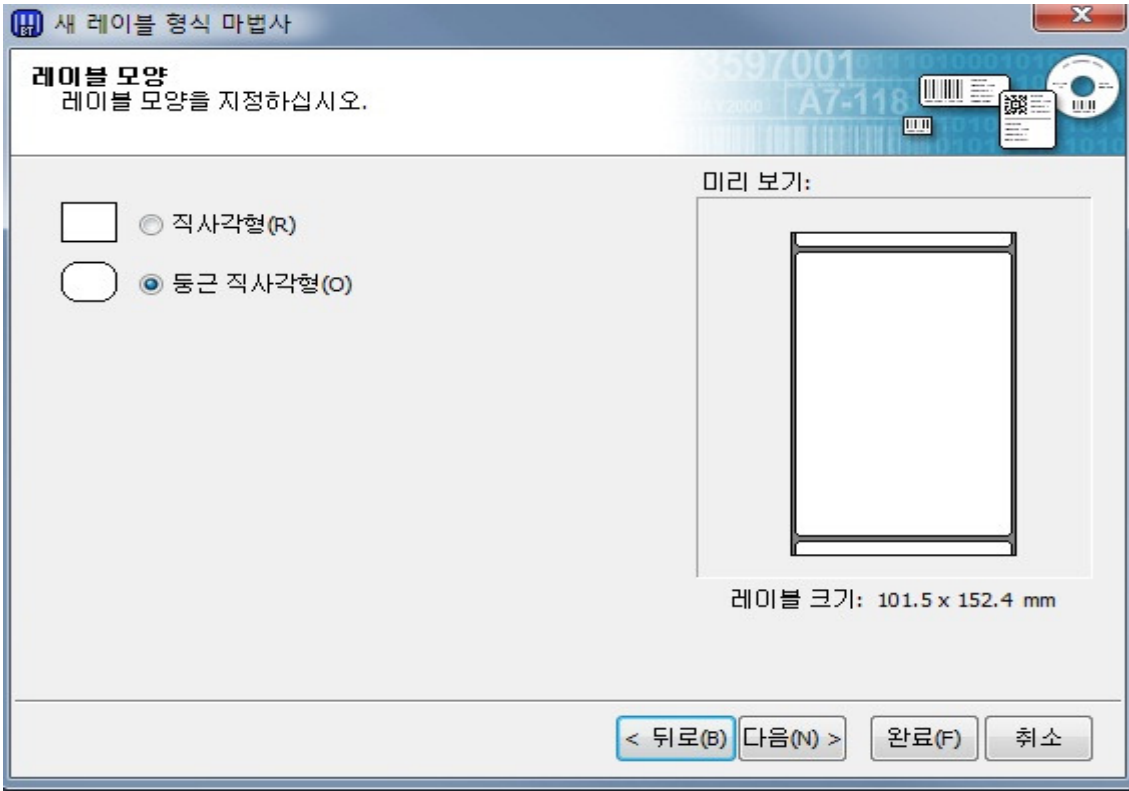 새 레이블 형식 마법사
레이블 모양
레이블 모양을 지정하십시오.
3597001
A7-118
미리 보기:
직사각형(R)
둥근 직사각형(O)
레이블 크기: 101.5 x 152.4 mm
< 뒤로(B) 다음(N) > 완료(F) 취소